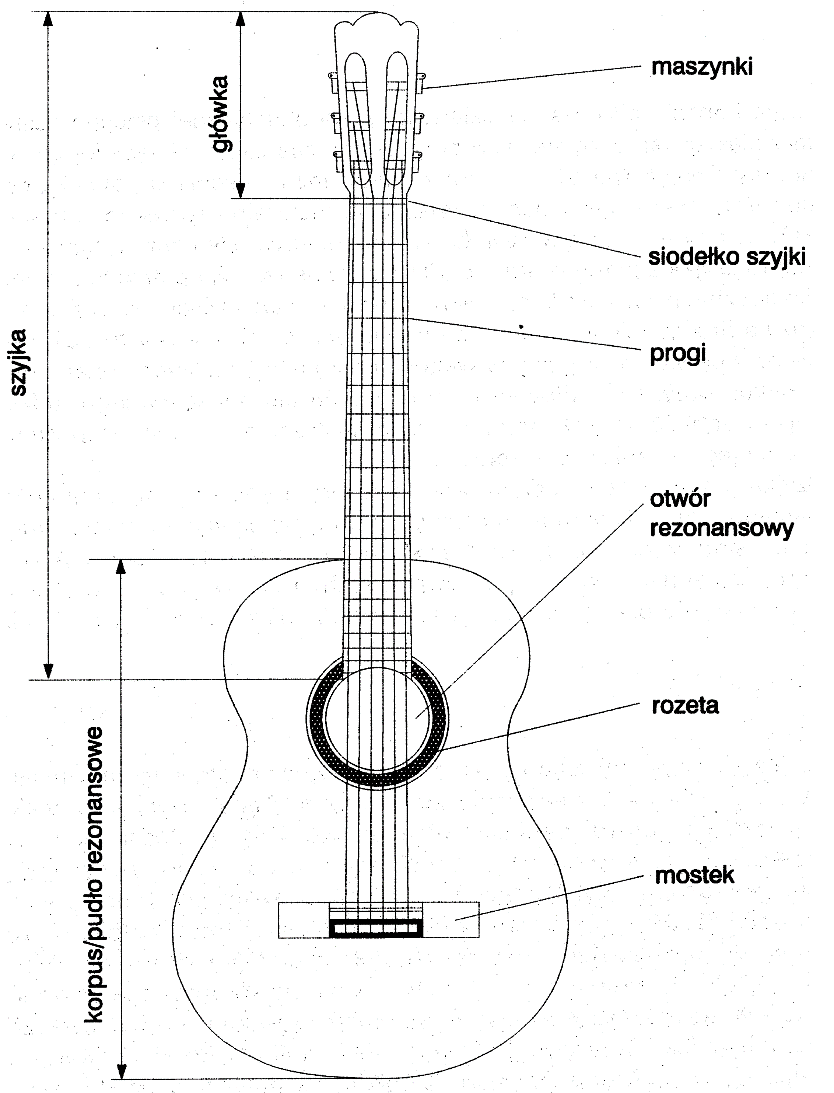 maszynki
główka
siodełko szyjki
szyjka
progi
otwór
rezonansowy
rozeta
korpus/pudło rezonansowe
mostek